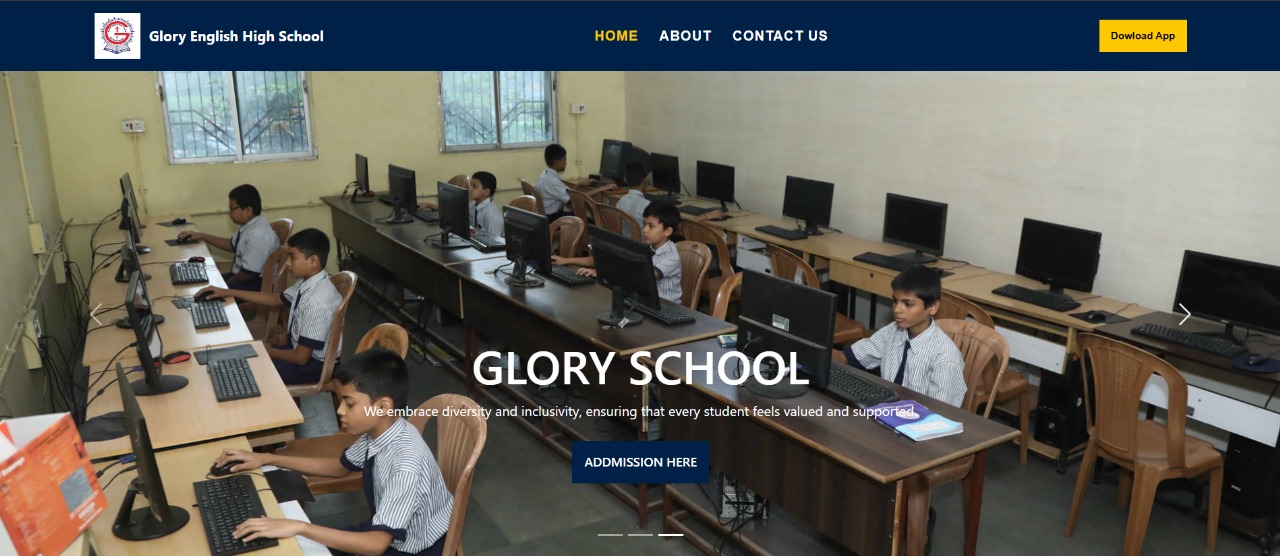 Glory English High School
HOME ABOUT CONTACT US
Dowload App
GLORY SCHOOL
We embrace diversity and inclusivity, ensuring that every student feels valued and supported.
ADDMISSION HERE